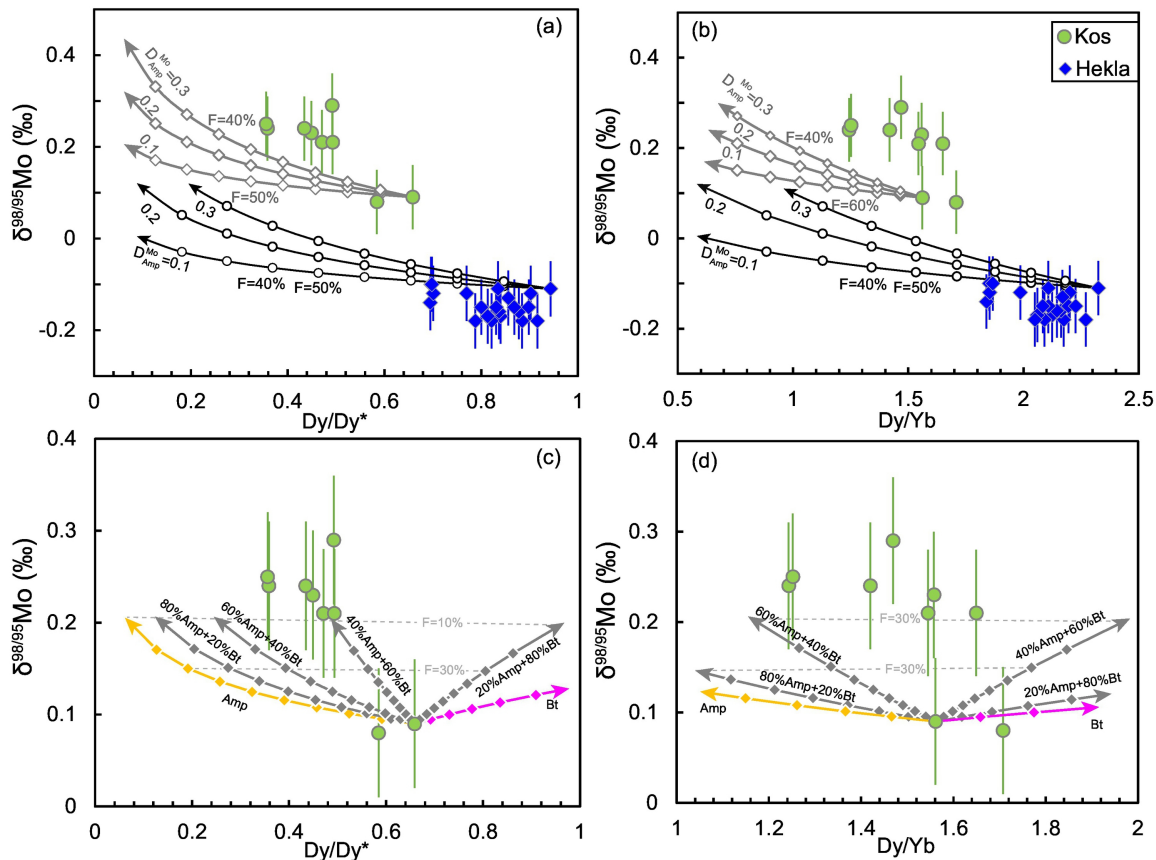 (a)
0.4
0.2
0
-0.2
δ98/95Mo (‰)
D Mo Amp =0.3
0.2
0.1
F=40%
F=50%
0.3
0.2
D Mo Amp =0.1
F=40% F=50%
0 0.2 0.4 0.6 0.8 1
Dy/Dy*
(b)
Kos
Hekla
0.4
0.2
0
-0.2
δ98/95Mo (‰)
D Mo Amp =0.3
0.2
0.1
F=40%
F=60%
0.3
0.2
D Mo Amp =0.1
F=40% F=50%
0.5 1 1.5 2 2.5
Dy/Yb
(c)
0.4
0.3
0.2
0.1
0
δ98/95Mo (‰)
80%Amp+20%Bt
60%Amp+40%Bt
40%Amp+60%Bt
20%Amp+80%Bt
F=10%
F=30%
Amp
Bt
0 0.2 0.4 0.6 0.8 1
Dy/Dy*
(d)
0.4
0.3
0.2
0.1
0
δ98/95Mo (‰)
60%Amp+40%Bt
F=30%
40%Amp+60%Bt
F=30%
80%Amp+20%Bt
20%Amp+80%Bt
Amp
Bt
1 1.2 1.4 1.6 1.8 2
Dy/Yb